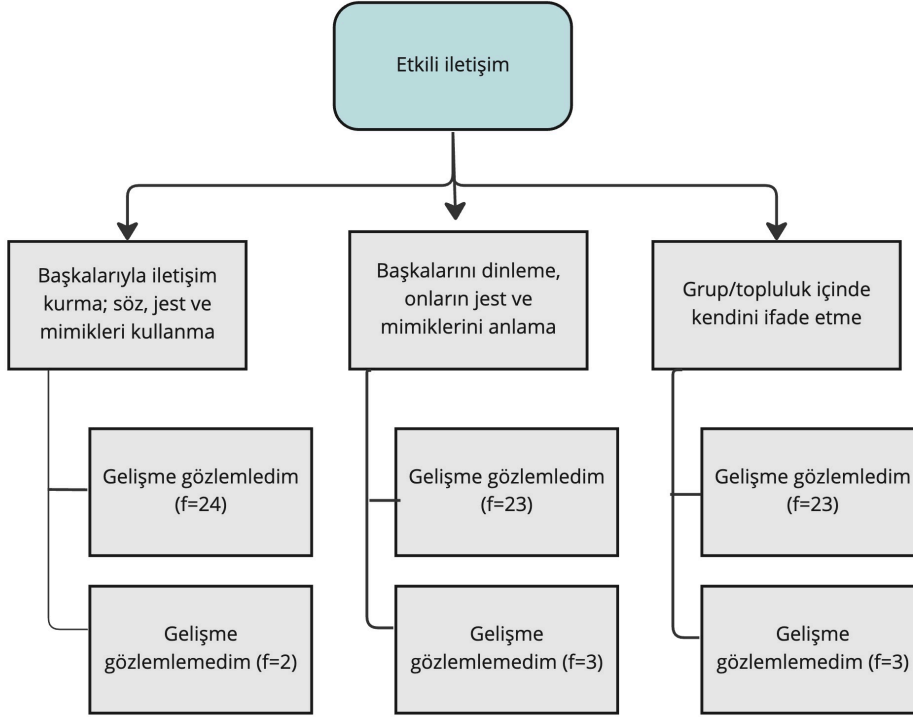 Etkili iletişim
Başkalarıyla iletişim
kurma; söz, jest ve
mimikleri kullanma
Başkalarını dinleme,
onların jest ve
mimiklerini anlama
Grup/topluluk içinde
kendini ifade etme
Gelişme gözlemledim
(f=24)
Gelişme gözlemledim
(f=23)
Gelişme gözlemledim
(f=23)
Gelişme
gözlemlemedim (f=2)
Gelişme
gözlemlemedim (f=3)
Gelişme
gözlemlemedim (f=3)